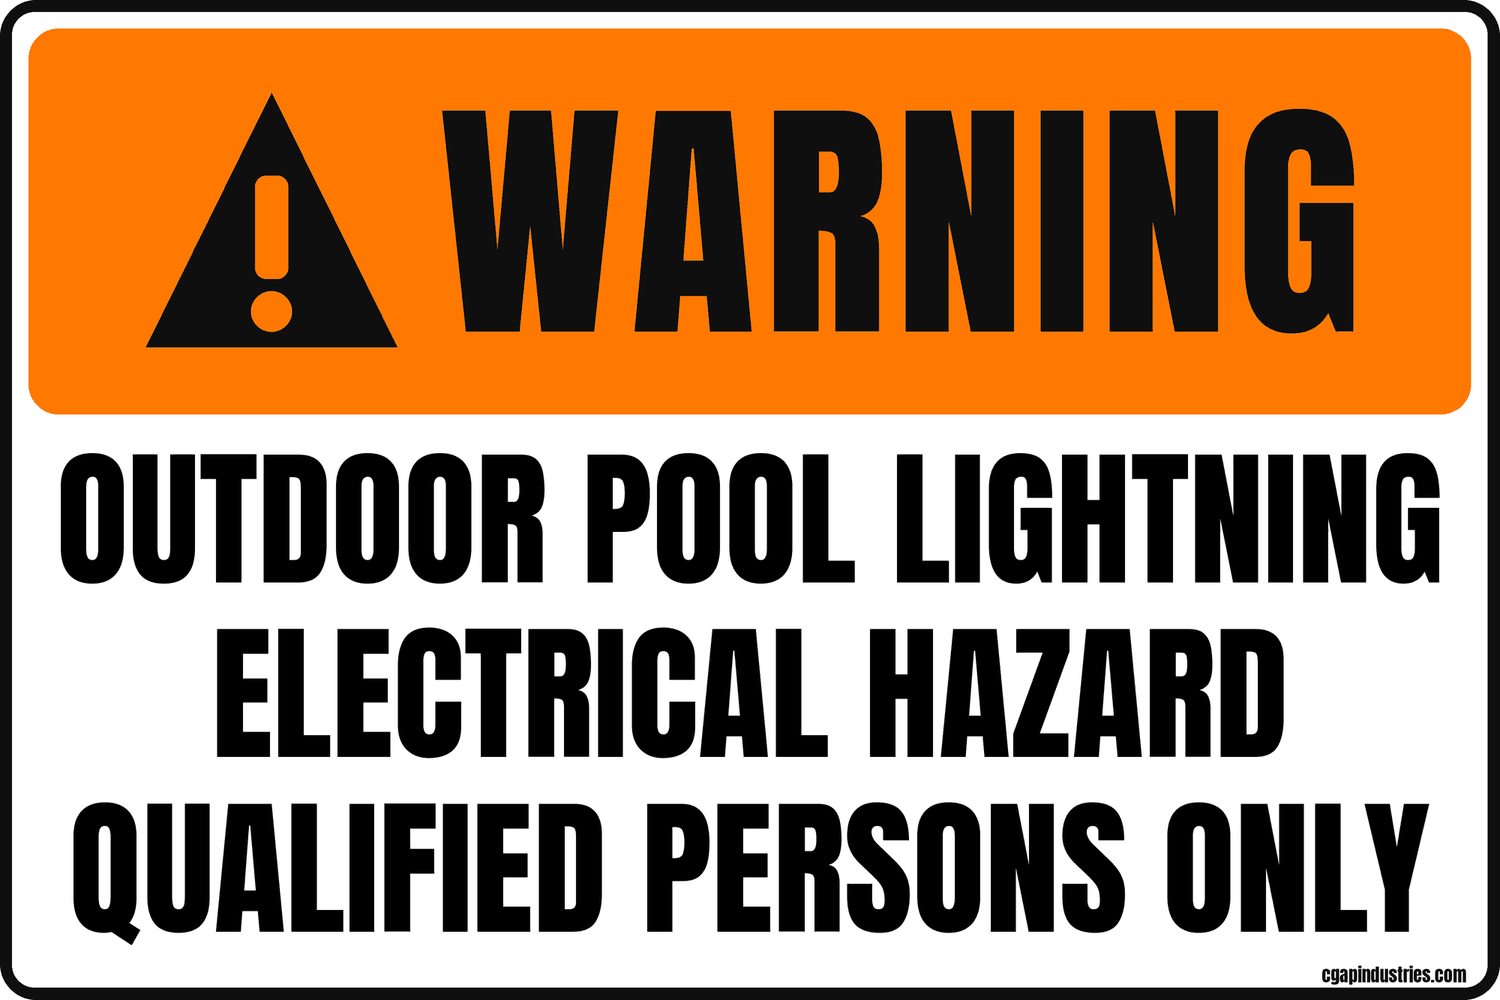 WARNING
OUTDOOR POOL LIGHTNING
ELECTRICAL HAZARD
QUALIFIED PERSONS ONLY
cgapindustries.com